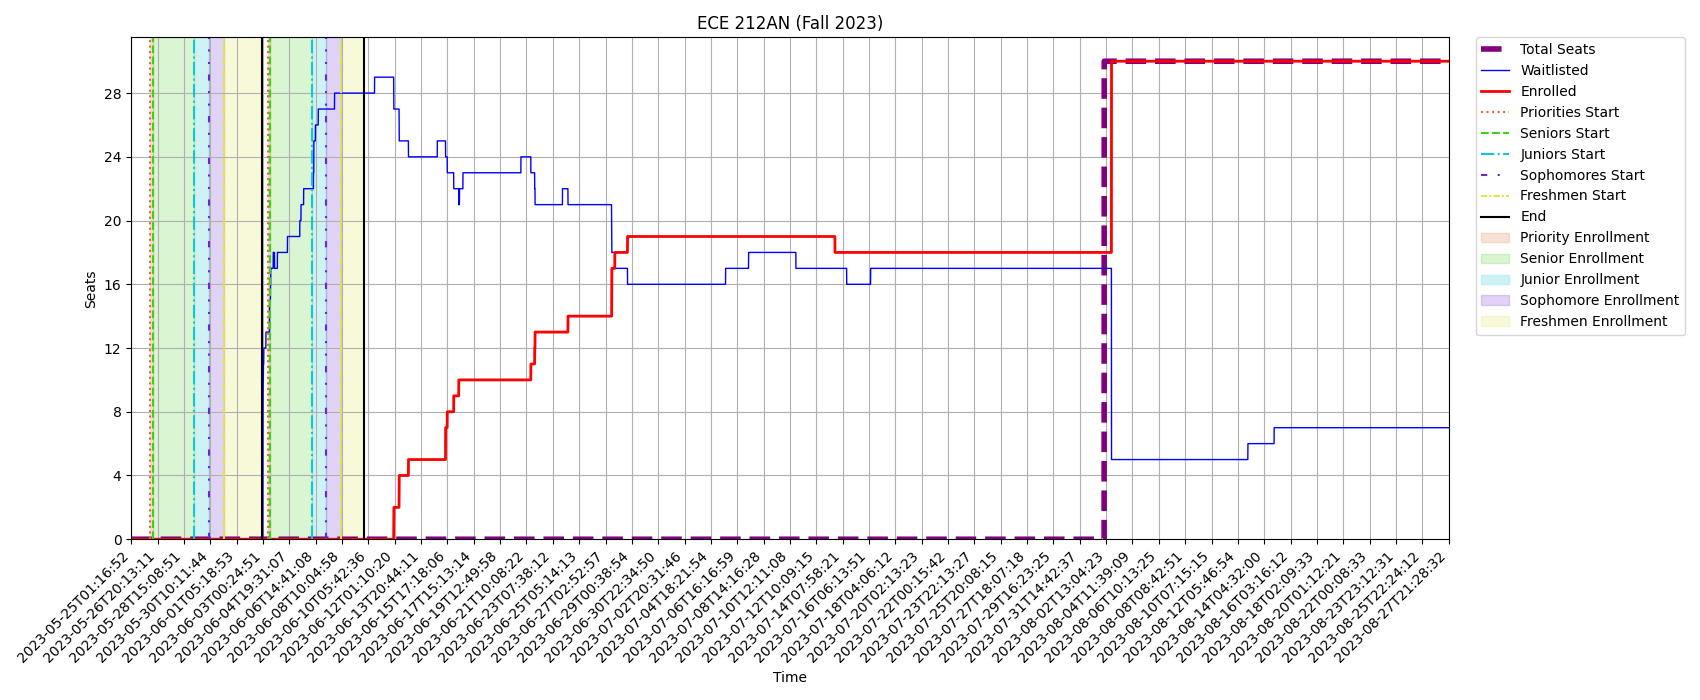 ECE 212AN (Fall 2023)
Seats
28
24
20
16
12
8
4
0
2023-05-25T01:16:52
2023-05-26T20:13:11
2023-05-28T15:08:51
2023-05-30T10:11:44
2023-06-01T05:18:53
2023-06-03T00:24:51
2023-06-04T19:31:07
2023-06-06T14:41:08
2023-06-08T10:04:58
2023-06-10T05:42:36
2023-06-12T01:10:20
2023-06-13T20:44:11
2023-06-15T17:18:06
2023-06-17T15:13:14
2023-06-19T12:49:58
2023-06-21T10:08:22
2023-06-23T07:38:12
2023-06-25T05:14:13
2023-06-27T02:52:57
2023-06-29T00:38:54
2023-06-30T22:34:50
2023-07-02T20:31:46
2023-07-04T18:21:54
2023-07-06T16:16:59
2023-07-08T14:16:28
2023-07-10T12:11:08
2023-07-12T10:09:15
2023-07-14T07:58:21
2023-07-16T06:13:51
2023-07-18T04:06:12
2023-07-20T02:13:23
2023-07-22T00:15:42
2023-07-23T22:13:27
2023-07-25T20:08:15
2023-07-27T18:07:18
2023-07-29T16:23:25
2023-07-31T14:42:37
2023-08-02T13:04:23
2023-08-04T11:39:09
2023-08-06T10:13:25
2023-08-08T08:42:51
2023-08-10T07:15:15
2023-08-12T05:46:54
2023-08-14T04:32:00
2023-08-16T03:16:12
2023-08-18T02:09:33
2023-08-20T01:12:21
2023-08-22T00:08:33
2023-08-23T23:12:31
2023-08-25T22:24:12
2023-08-27T21:28:32
Time
Total Seats
Waitlisted
Enrolled
Priorities Start
Seniors Start
Juniors Start
Sophomores Start
Freshmen Start
End
Priority Enrollment
Senior Enrollment
Junior Enrollment
Sophomore Enrollment
Freshmen Enrollment